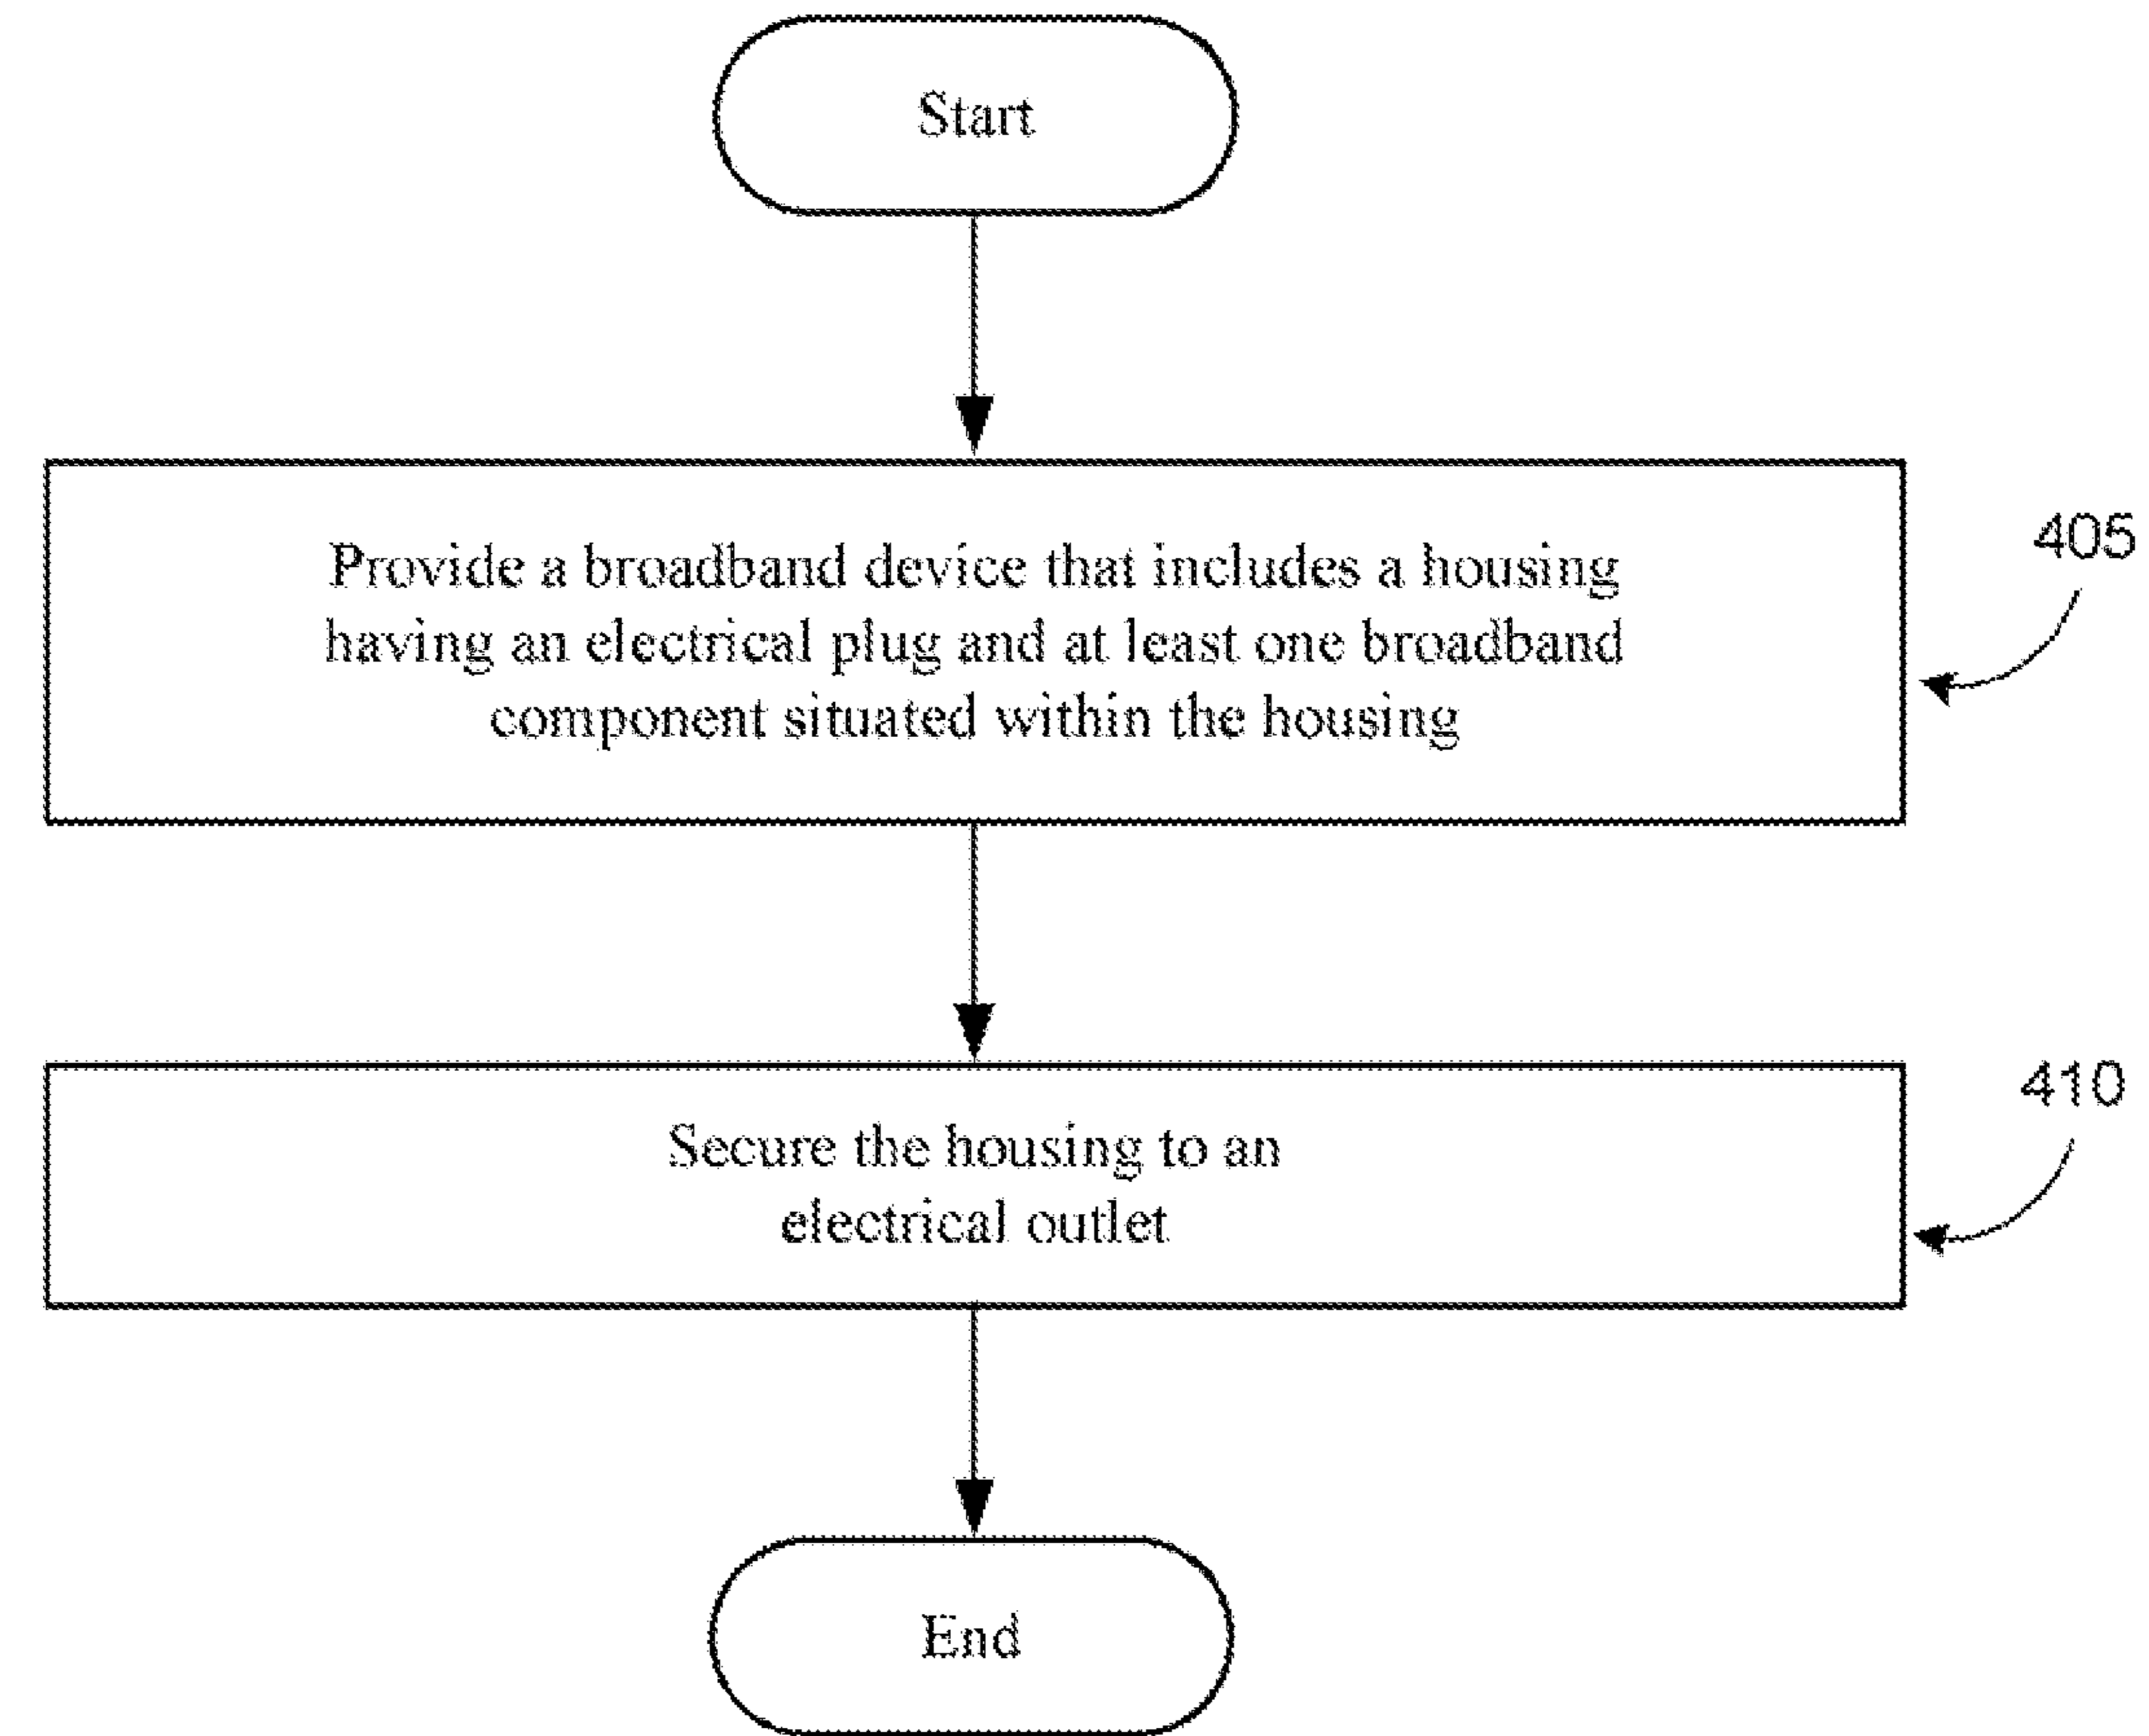 Start
Provide a broadband device that includes a housing
having an electrical plug and at least one broadband
component situated within the housing
405
Secure the housing to an
electrical outlet
410
End